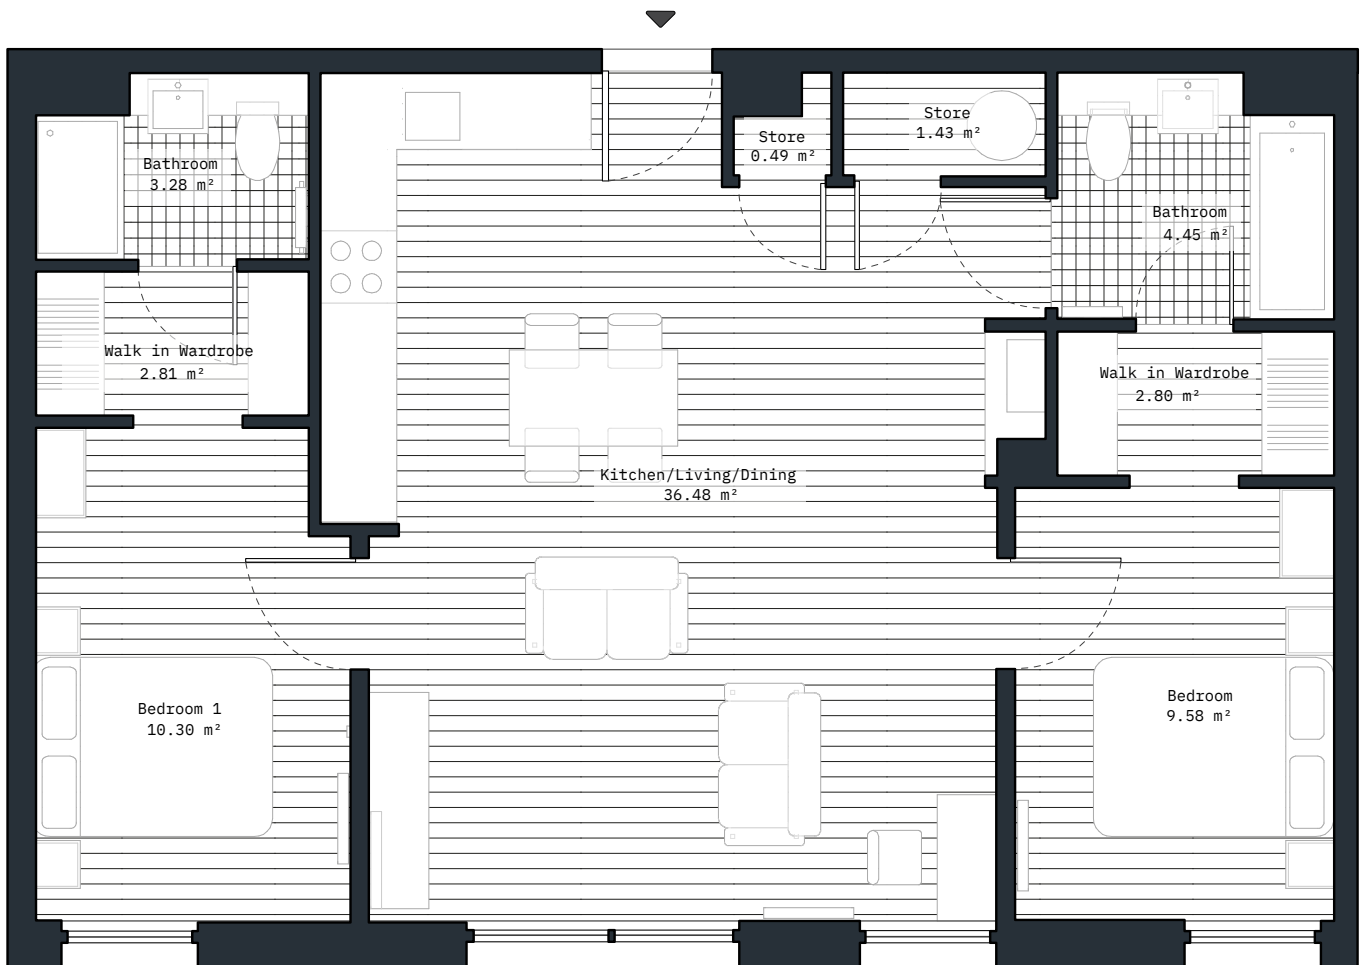 Store
1.43 m²
Store
0.49 m²
Bathroom
3.28 m²
Bathroom
4.45 m²
Walk in Wardrobe
2.81 m²
Walk in Wardrobe
2.80 m²
Kitchen/Living/Dining
36.48 m²
Bedroom 1
10.30 m²
Bedroom
9.58 m²